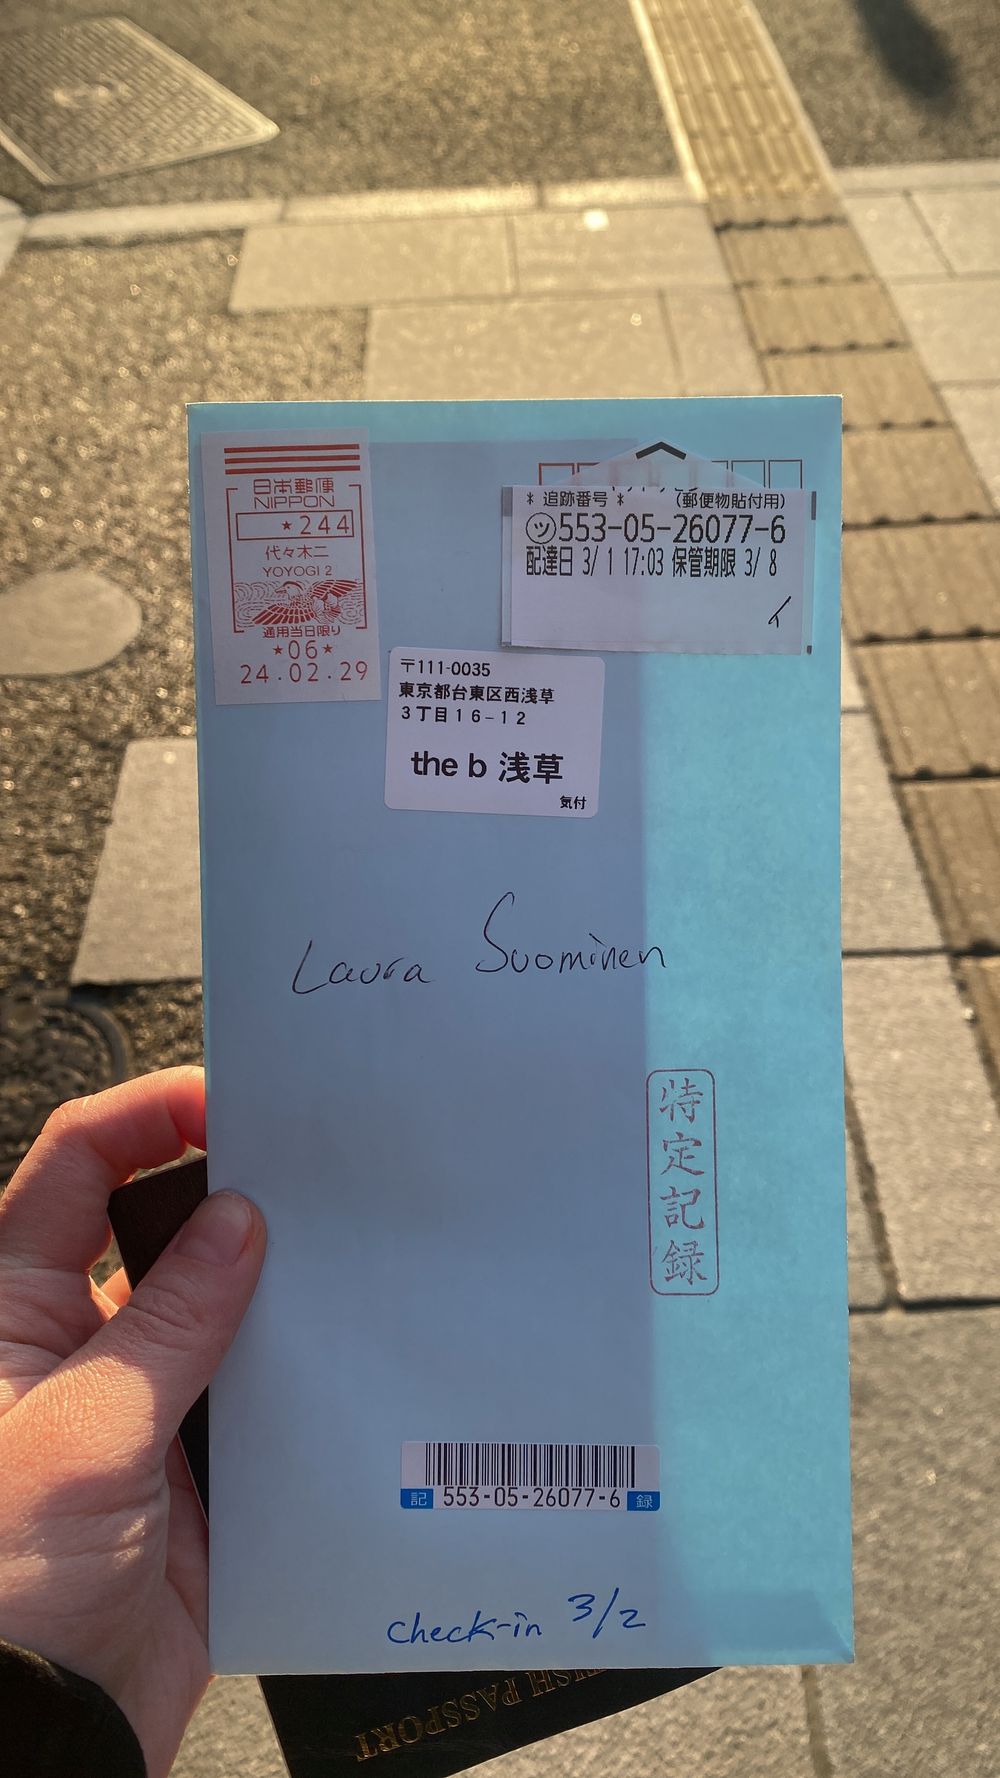 日本郵便
NIPPON
★244
代々木二
YOYOGI 2
通用当日限り
★06★
24.02.29
* 追跡番号 * (郵便物貼付用)
ツ553-05-26077-6
配達日 3/ 1 17:03 保管期限 3/ 8
イ
〒111-0035
東京都台東区西浅草
3丁目16-12
the b 浅草
気付
Laura Suominen
特定記録
記 553-05-26077-6 録
check-in 3/2
PASSPORT